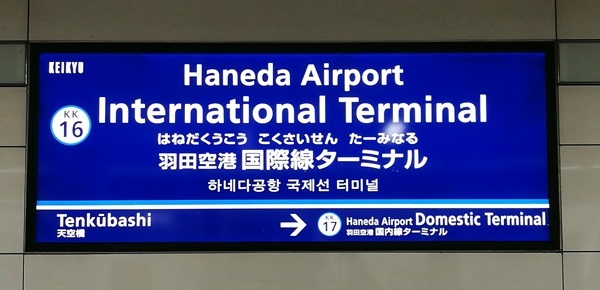 KEIKYU
Haneda Airport
KK
16
International Terminal
はねだくうこう こくさいせん たーみなる
羽田空港 国際線ターミナル
하네다공항 국제선 터미널
Tenkūbashi
天空橋
→
KK
17
Haneda Airport Domestic Terminal
羽田空港 国内線ターミナル